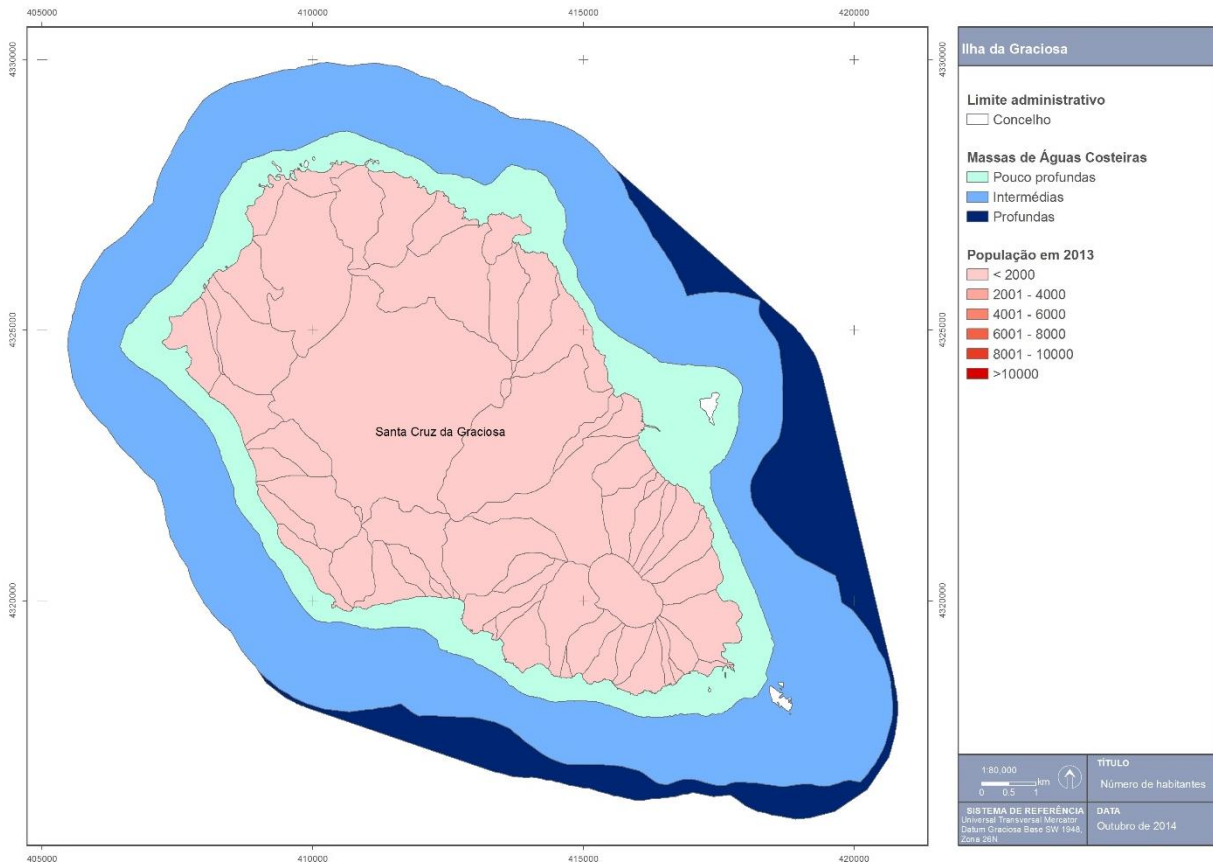 405000
410000
415000
420000
4330000
4330000
4325000
4325000
4320000
4320000
Santa Cruz da Graciosa
405000
410000
415000
420000
Ilha da Graciosa
Limite administrativo
Concelho
Massas de Águas Costeiras
Pouco profundas
Intermédias
Profundas
População em 2013
< 2000
2001 - 4000
4001 - 6000
6001 - 8000
8001 - 10000
>10000
1:80,000
km
0 0.5 1
TÍTULO
Número de habitantes
SISTEMA DE REFERÊNCIA
Universal Transversal Mercator
Datum Graciosa Base SW 1948,
Zona 26N
DATA
Outubro de 2014